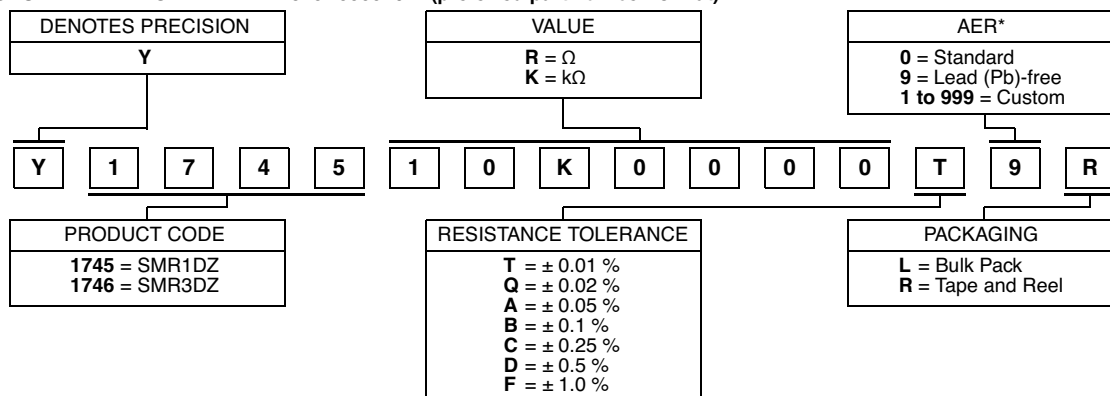 DENOTES PRECISION
Y
VALUE
R = Ω
K = kΩ
AER*
0 = Standard
9 = Lead (Pb)-free
1 to 999 = Custom
Y 1 7 4 5 1 0 K 0 0 0 0 T 9 R
PRODUCT CODE
1745 = SMR1DZ
1746 = SMR3DZ
RESISTANCE TOLERANCE
T = ± 0.01 %
Q = ± 0.02 %
A = ± 0.05 %
B = ± 0.1 %
C = ± 0.25 %
D = ± 0.5 %
F = ± 1.0 %
PACKAGING
L = Bulk Pack
R = Tape and Reel